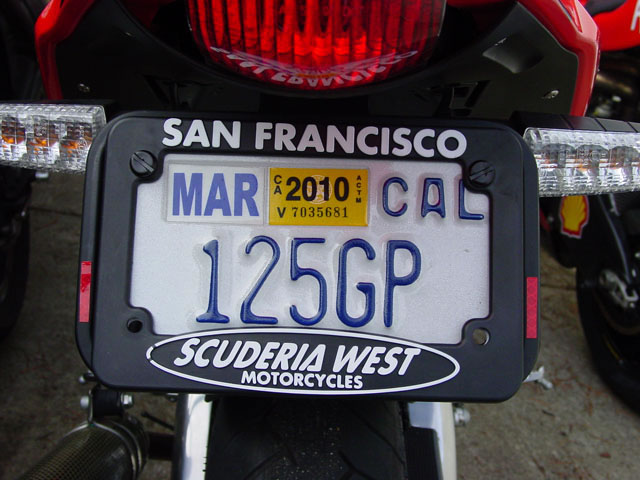 SAN FRANCISCO
MAR CA 2010 ACTM CAL
V 7035681
125GP
SCUDERIA WEST
MOTORCYCLES